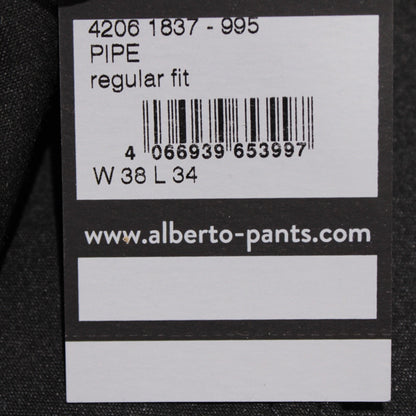 4206 1837 - 995
PIPE
regular fit
4 066939 653997
W 38 L 34
www.alberto-pants.com